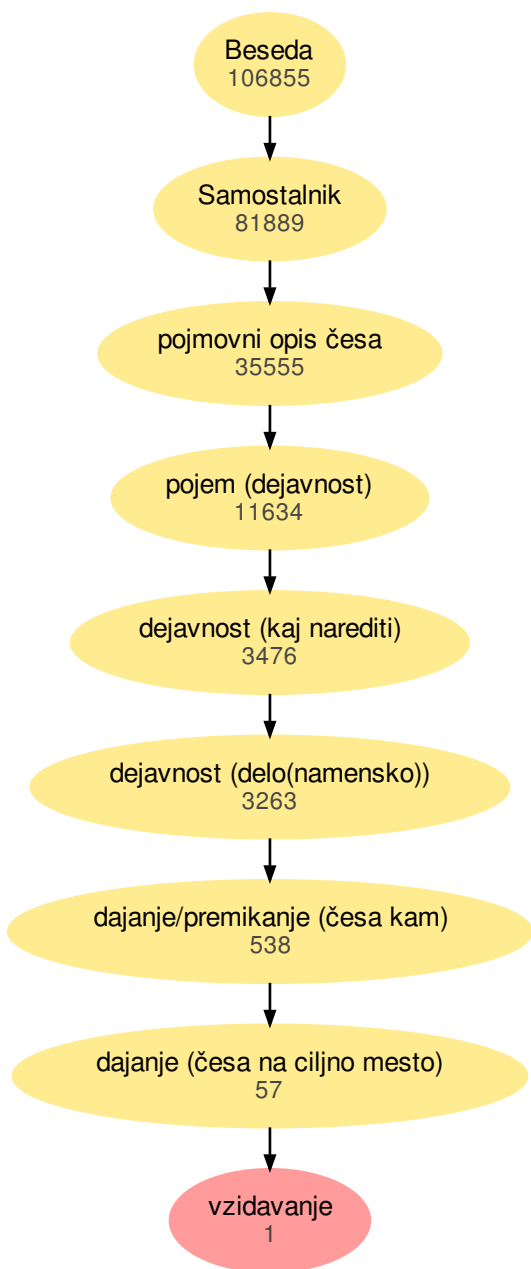 Beseda
106855
Samostalnik
81889
pojmovni opis česa
35555
pojem (dejavnost)
11634
dejavnost (kaj narediti)
3476
dejavnost (delo(namensko))
3263
dajanje/premikanje (česa kam)
538
dajanje (česa na ciljno mesto)
57
vzidavanje
1